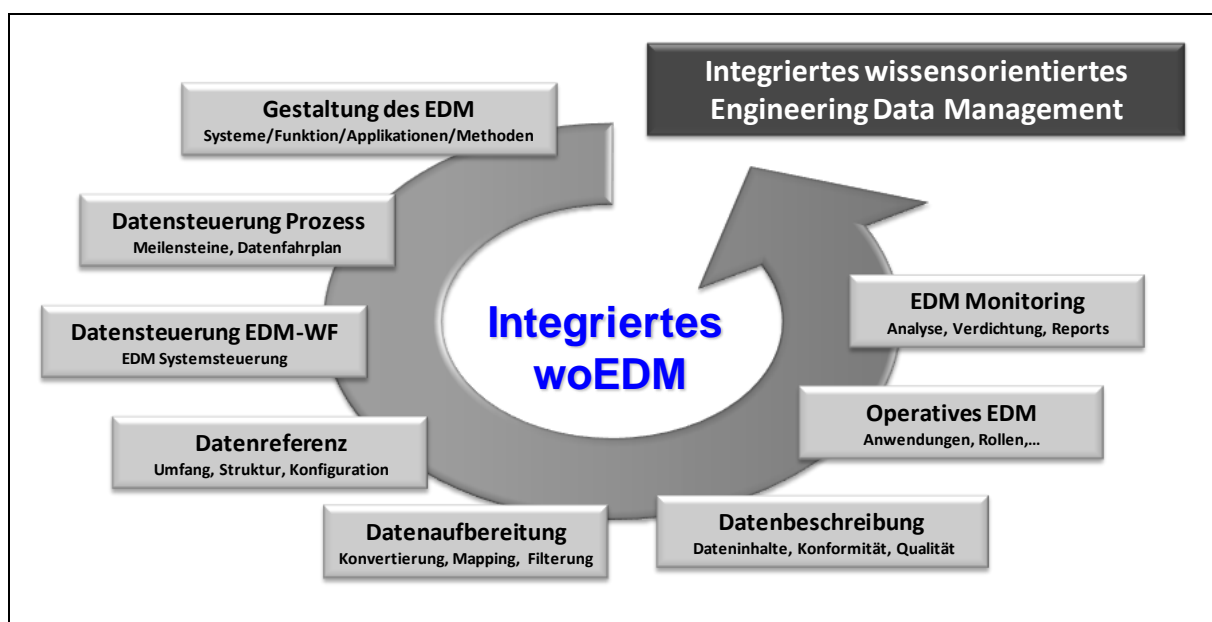 Integriertes wissensorientiertes
Engineering Data Management
Gestaltung des EDM
Systeme/Funktion/Applikationen/Methoden
Datensteuerung Prozess
Meilensteine, Datenfahrplan
Datensteuerung EDM-WF
EDM Systemsteuerung
Datenreferenz
Umfang, Struktur, Konfiguration
Datenaufbereitung
Konvertierung, Mapping, Filterung
Datenbeschreibung
Dateninhalte, Konformität, Qualität
Operatives EDM
Anwendungen, Rollen,...
EDM Monitoring
Analyse, Verdichtung, Reports
Integriertes
woEDM